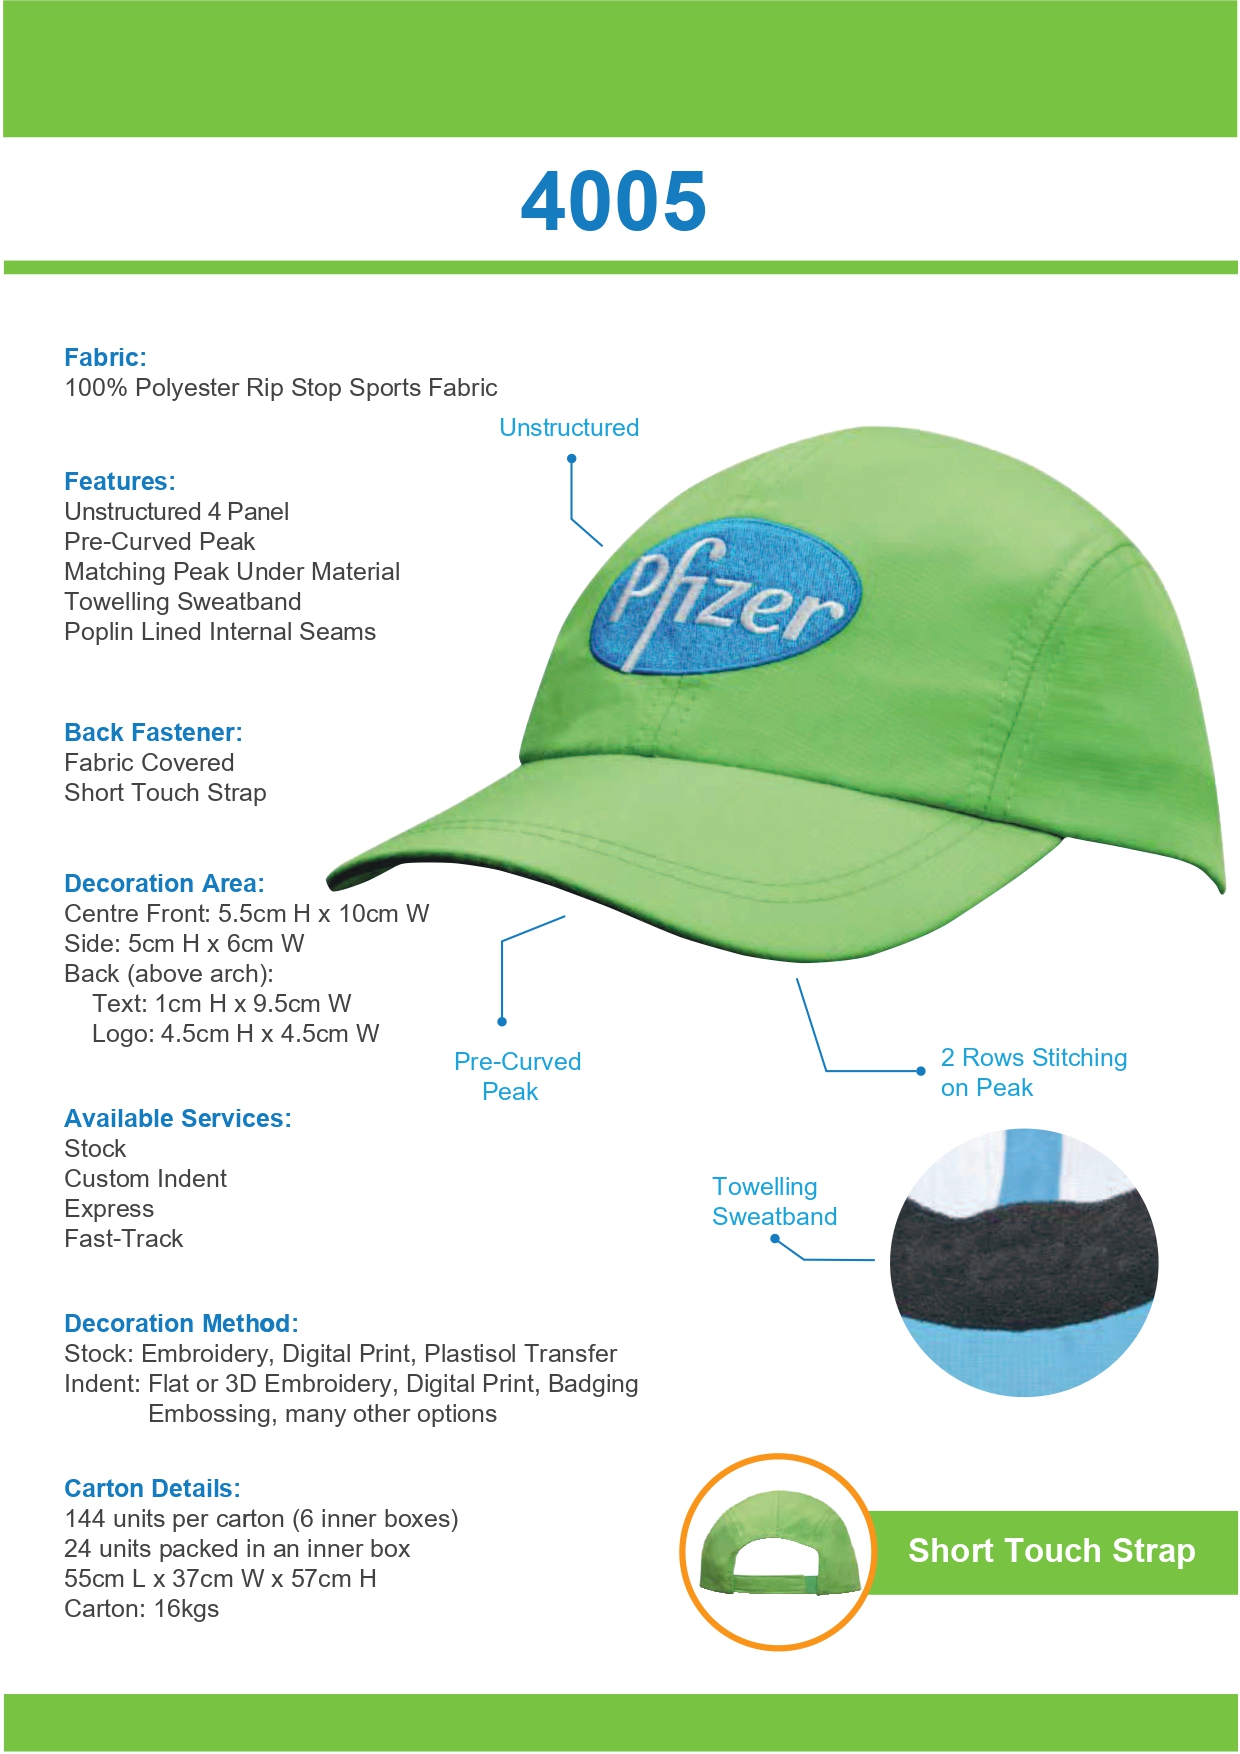 4005
Fabric:
100% Polyester Rip Stop Sports Fabric
Unstructured
Features:
Unstructured 4 Panel
Pre-Curved Peak
Matching Peak Under Material
Towelling Sweatband
Poplin Lined Internal Seams
Pfizer
Back Fastener:
Fabric Covered
Short Touch Strap
Decoration Area:
Centre Front: 5.5cm H x 10cm W
Side: 5cm H x 6cm W
Back (above arch):
Text: 1cm H x 9.5cm W
Logo: 4.5cm H x 4.5cm W
Pre-Curved
Peak
2 Rows Stitching
on Peak
Available Services:
Stock
Custom Indent
Express
Fast-Track
Towelling
Sweatband
Decoration Method:
Stock: Embroidery, Digital Print, Plastisol Transfer
Indent: Flat or 3D Embroidery, Digital Print, Badging
Embossing, many other options
Carton Details:
144 units per carton (6 inner boxes)
24 units packed in an inner box
55cm L x 37cm W x 57cm H
Carton: 16kgs
Short Touch Strap